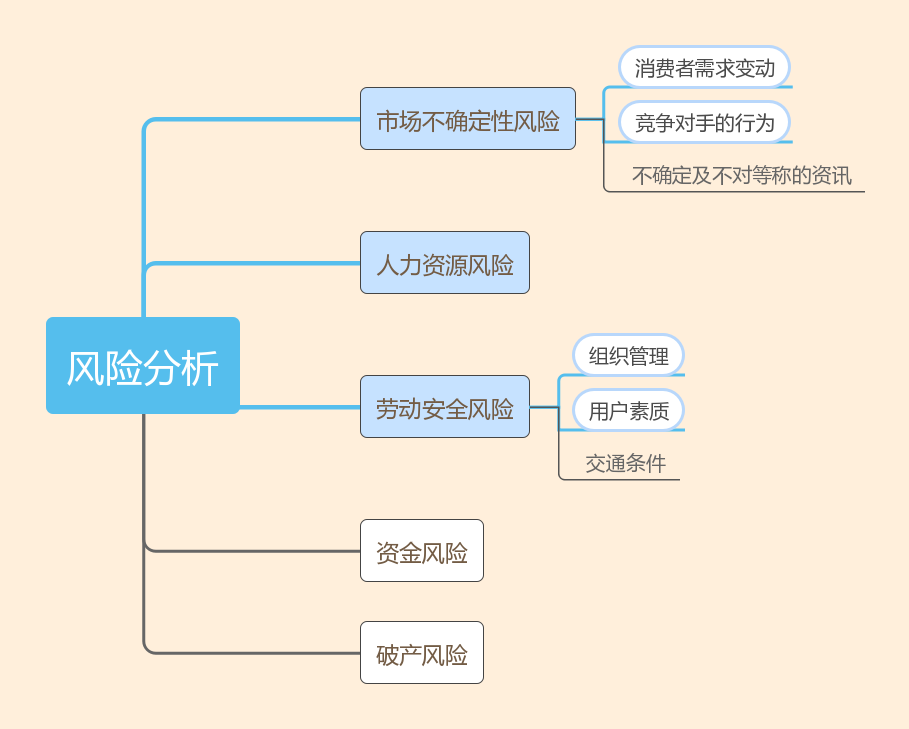 风险分析
市场不确定性风险
消费者需求变动
竞争对手的行为
不确定及不对等称的资讯
人力资源风险
劳动安全风险
组织管理
用户素质
交通条件
资金风险
破产风险